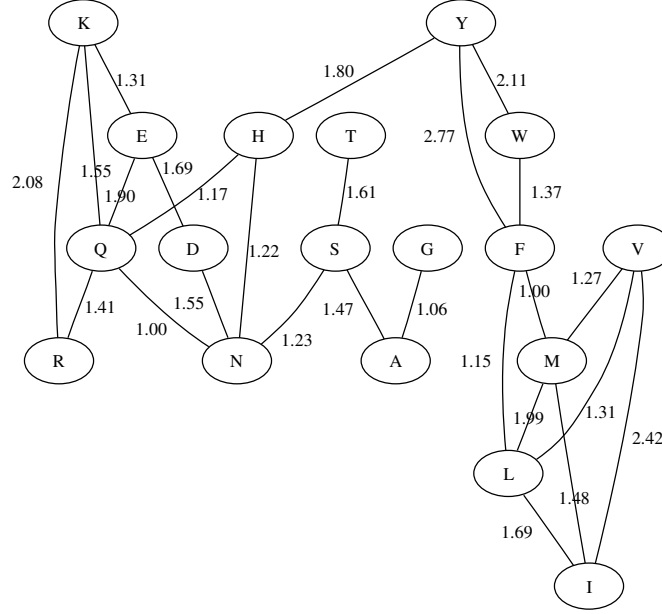 K
Y
1.31
1.80
2.11
E
H
T
W
2.77
1.55
1.69
2.08
1.90
1.17
1.61
1.37
Q
D
S
G
F
V
1.22
1.27
1.00
1.41
1.55
1.47
1.06
1.00
1.23
R
N
A
M
1.15
1.99
1.31
2.42
L
1.48
1.69
I